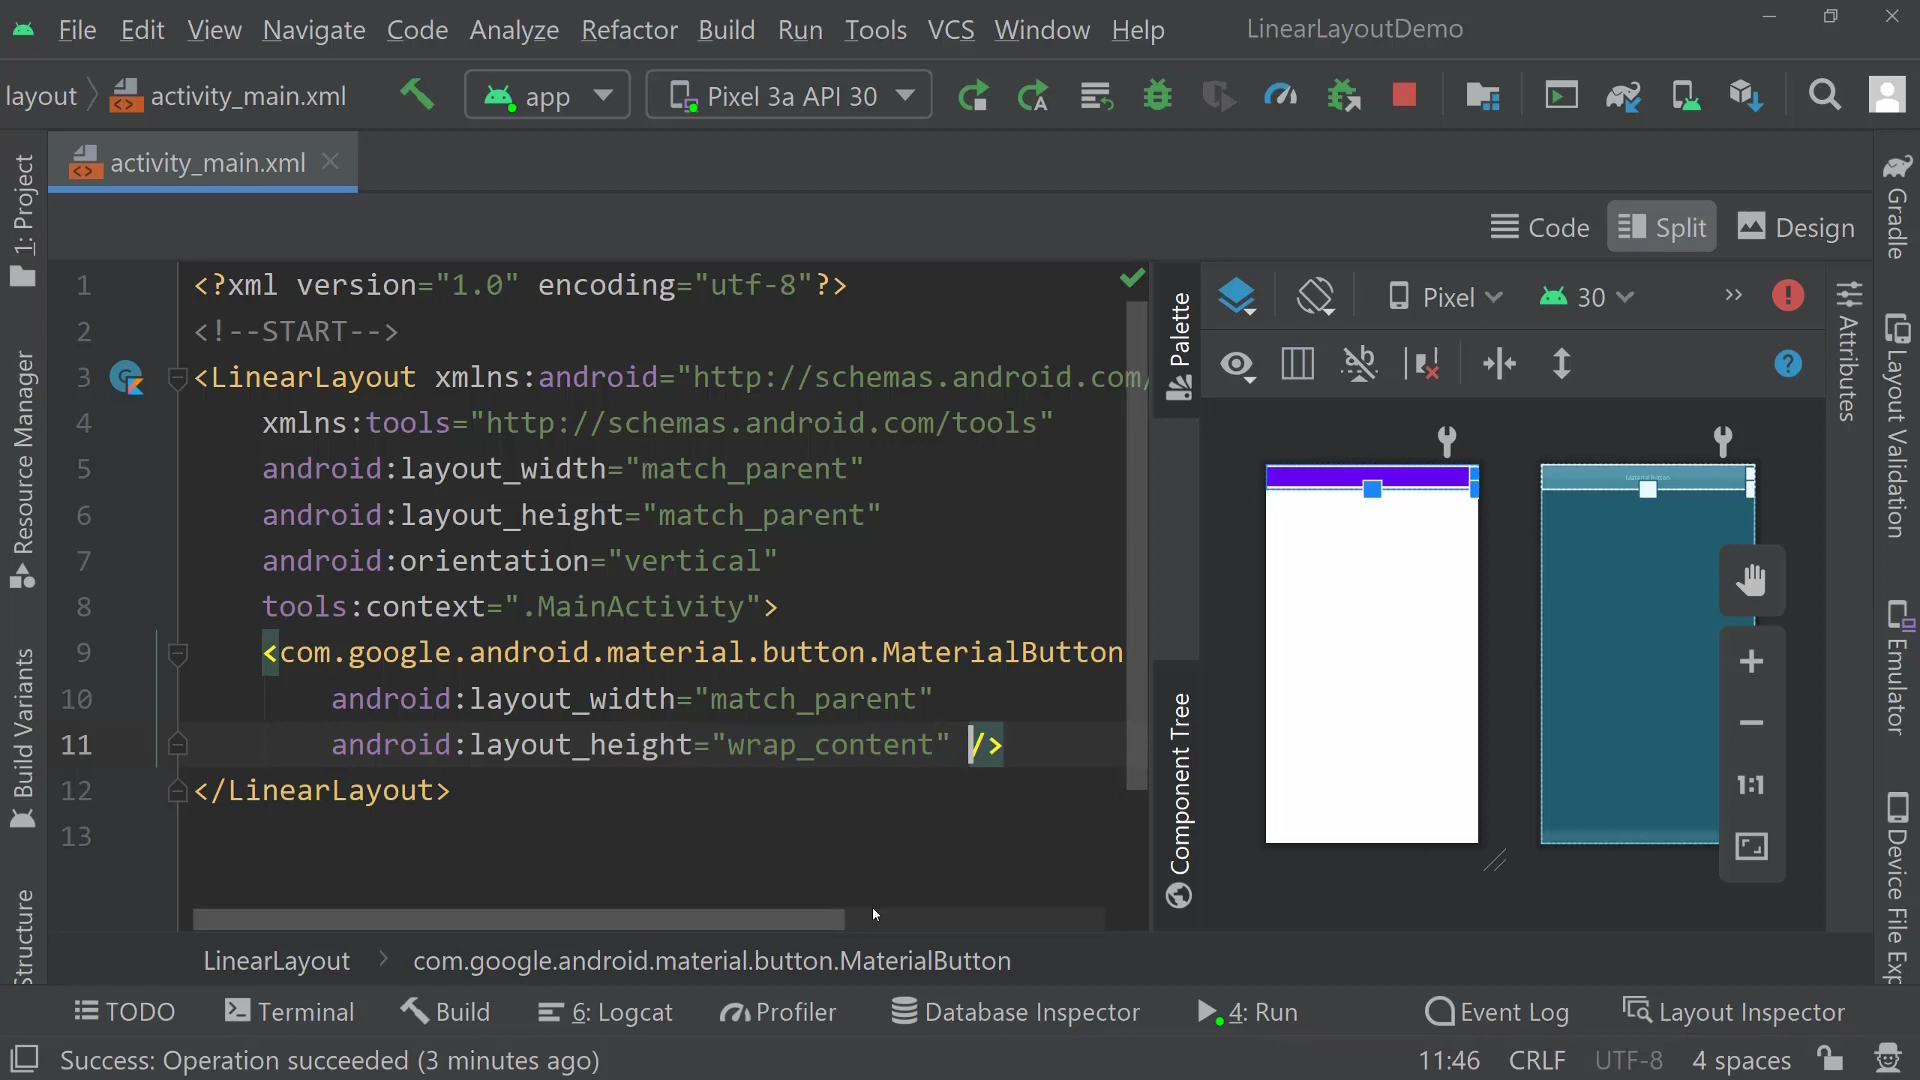 File Edit View Navigate Code Analyze Refactor Build Run Tools VCS Window Help LinearLayoutDemo
layout activity_main.xml app Pixel 3a API 30
activity_main.xml
Code Split Design
1 <?xml version="1.0" encoding="utf-8"?>
2 <!--START-->
3 <LinearLayout xmlns:android="http://schemas.android.com/
4 xmlns:tools="http://schemas.android.com/tools"
5 android:layout_width="match_parent"
6 android:layout_height="match_parent"
7 android:orientation="vertical"
8 tools:context=".MainActivity">
9 <com.google.android.material.button.MaterialButton
10 android:layout_width="match_parent"
11 android:layout_height="wrap_content" />
12 </LinearLayout>
13
Pixel 30
1:1
1: Project
Resource Manager
Build Variants
Structure
Palette
Component Tree
Attributes
Gradle
Layout Validation
Emulator
Device File Exp
LinearLayout com.google.android.material.button.MaterialButton
TODO Terminal Build 6: Logcat Profiler Database Inspector 4: Run Event Log Layout Inspector
Success: Operation succeeded (3 minutes ago) 11:46 CRLF UTF-8 4 spaces